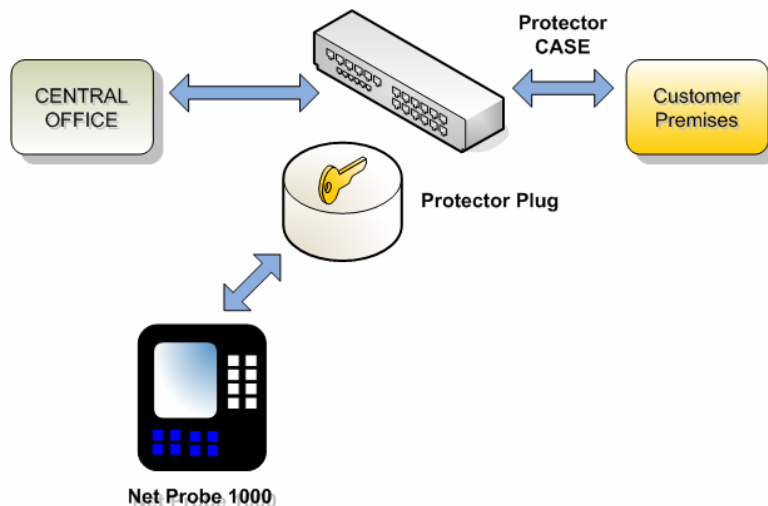 Protector
CASE
CENTRAL
OFFICE
Customer
Premises
Protector Plug
Net Probe 1000